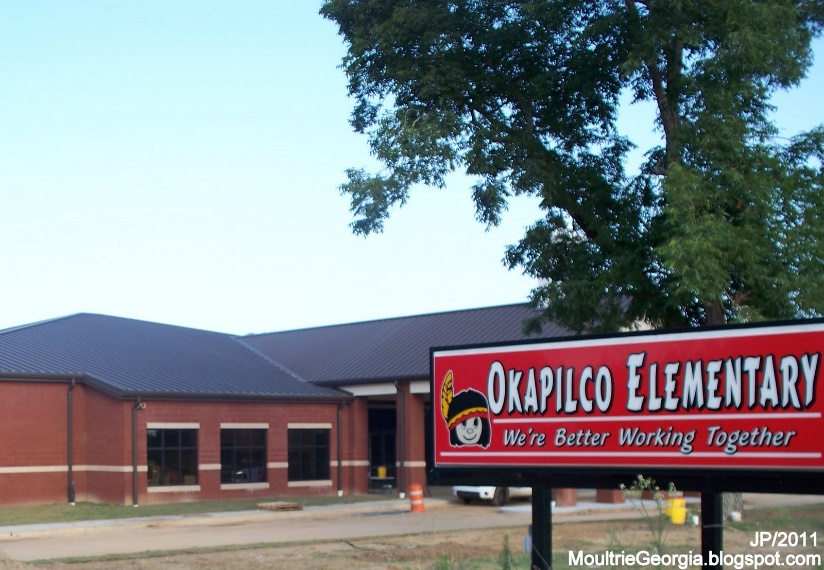 Okapilco Elementary
We're Better Working Together
JP/2011
MoultrieGeorgia.blogspot.com